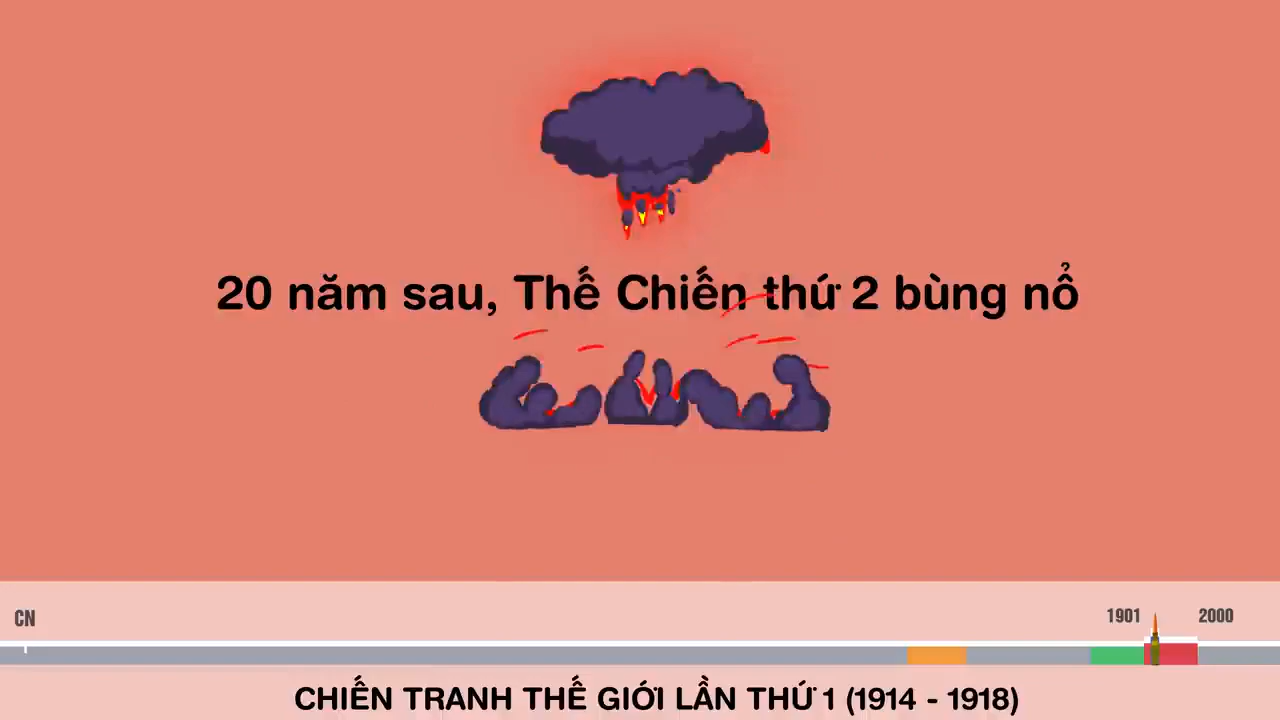 20 năm sau, Thế Chiến thứ 2 bùng nổ
CN
1901
2000
CHIẾN TRANH THẾ GIỚI LẦN THỨ 1 (1914 - 1918)